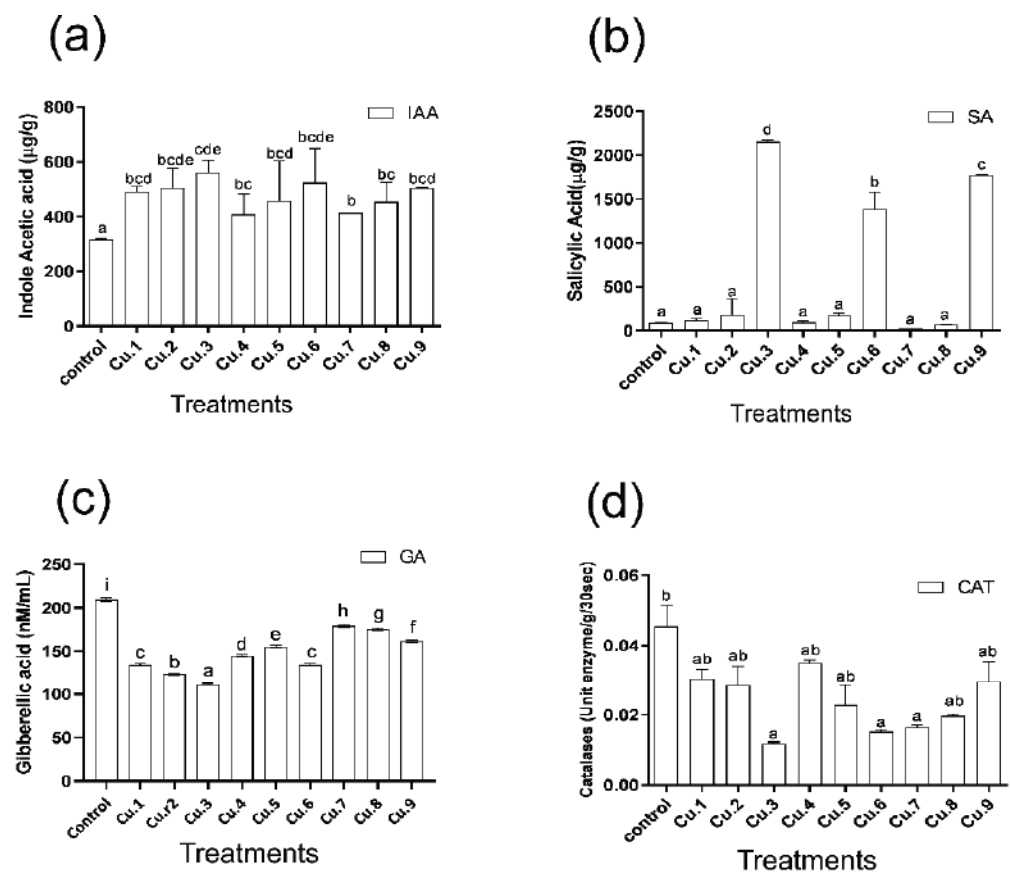 (a)
IAA
Indole Acetic acid (µg/g)
800
600
400
200
0
a
bcd
bcde
cde
bc
bcd
bcde
b
bc
bcd
control
Cu.1
Cu.2
Cu.3
Cu.4
Cu.5
Cu.6
Cu.7
Cu.8
Cu.9
Treatments
(b)
SA
Salicylic Acid(µg/g)
2500
2000
1500
1000
500
0
a
a
a
d
a
a
b
a
a
c
control
Cu.1
Cu.2
Cu.3
Cu.4
Cu.5
Cu.6
Cu.7
Cu.8
Cu.9
Treatments
(c)
GA
Gibberellic acid (nM/mL)
250
200
150
100
50
0
i
c
b
a
d
e
c
h
g
f
Control
Cu.1
Cu.r2
Cu.3
Cu.4
Cu.5
Cu.6
Cu.7
Cu.8
Cu.9
Treatments
(d)
CAT
Catalases (Unit enzyme/g/30sec)
0.06
0.04
0.02
0.00
b
ab
ab
a
ab
ab
a
a
ab
ab
control
Cu.1
Cu.2
Cu.3
Cu.4
Cu.5
Cu.6
Cu.7
Cu.8
Cu.9
Treatments